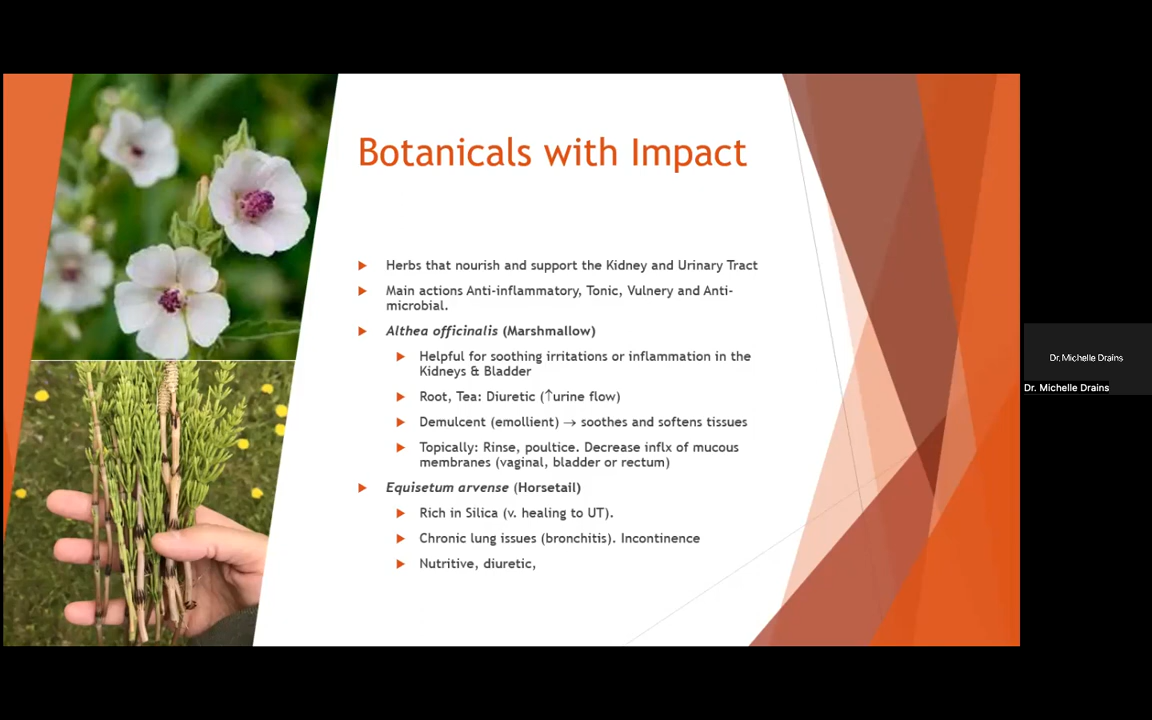 Botanicals with Impact
Herbs that nourish and support the Kidney and Urinary Tract
Main actions Anti-inflammatory, Tonic, Vulnery and Anti-
microbial.
Althea officinalis (Marshmallow)
Helpful for soothing irritations or inflammation in the
Kidneys & Bladder
Root, Tea: Diuretic (↑urine flow)
Demulcent (emollient) → soothes and softens tissues
Topically: Rinse, poultice. Decrease inflx of mucous
membranes (vaginal, bladder or rectum)
Equisetum arvense (Horsetail)
Rich in Silica (v. healing to UT).
Chronic lung issues (bronchitis). Incontinence
Nutritive, diuretic,
Dr. Michelle Drains
Dr. Michelle Drains